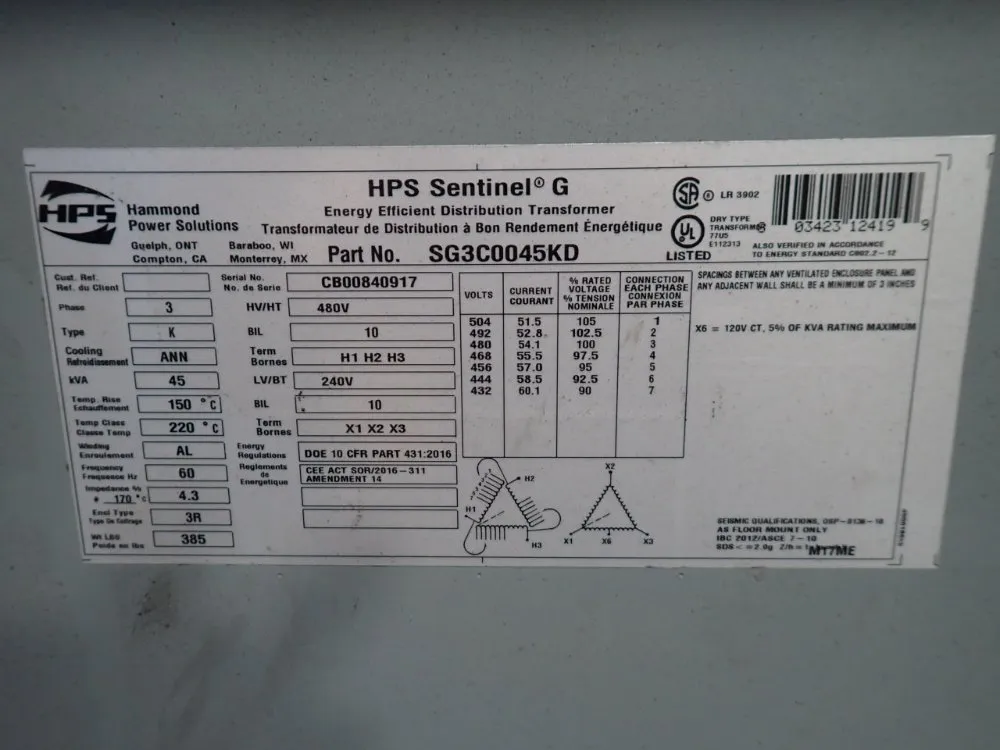 HPS
Hammond
Power Solutions
Guelph, ONT Baraboo, WI
Compton, CA Monterrey, MX
HPS Sentinel® G
Energy Efficient Distribution Transformer
Transformateur de Distribution à Bon Rendement Énergétique
Part No. SG3C0045KD
SA ® LR 3902
UL
LISTED
DRY TYPE
TRANSFORMER
77U5
E112313
03423 12419 9
ALSO VERIFIED IN ACCORDANCE
TO ENERGY STANDARD C802.2-12
Cust. Ref.
Ref. du Client
Serial No.
No. de Serie
CB00840917
Phase 3 HV/HT 480V
Type K BIL 10
Cooling
Refroidissement
ANN
Term
Bornes
H1 H2 H3
kVA 45 LV/BT 240V
Temp. Rise
Echauffement
150 °C
BIL 10
Temp Class
Classe Temp
220 °C
Term
Bornes
X1 X2 X3
Winding
Enroulement
AL
Energy
Regulations
DOE 10 CFR PART 431:2016
Frequency
Frequence Hz
60
Reglements
de
Energetique
CEE ACT SOR/2016-311
AMENDMENT 14
Impedance %
170 °C
4.3
Encl Type
3R
Wt LBS
Poids en lbs
385
VOLTS
CURRENT
COURANT
% RATED
VOLTAGE
% TENSION
NOMINALE
CONNECTION
EACH PHASE
CONNEXION
PAR PHASE
504 51.5 105 1
492 52.8 102.5 2
480 54.1 100 3
468 55.5 97.5 4
456 57.0 95 5
444 58.5 92.5 6
432 60.1 90 7
H1
H2
H3
X2
X1 X6 X3
SPACINGS BETWEEN ANY VENTILATED ENCLOSURE PANEL AND
ANY ADJACENT WALL SHALL BE A MINIMUM OF 3 INCHES
X6 = 120V CT, 5% OF KVA RATING MAXIMUM
SEISMIC QUALIFICATIONS,
AS FLOOR MOUNT ONLY
IBC 2012/ASCE 7-10
SDS <= 2.0g Z/h =
M17ME